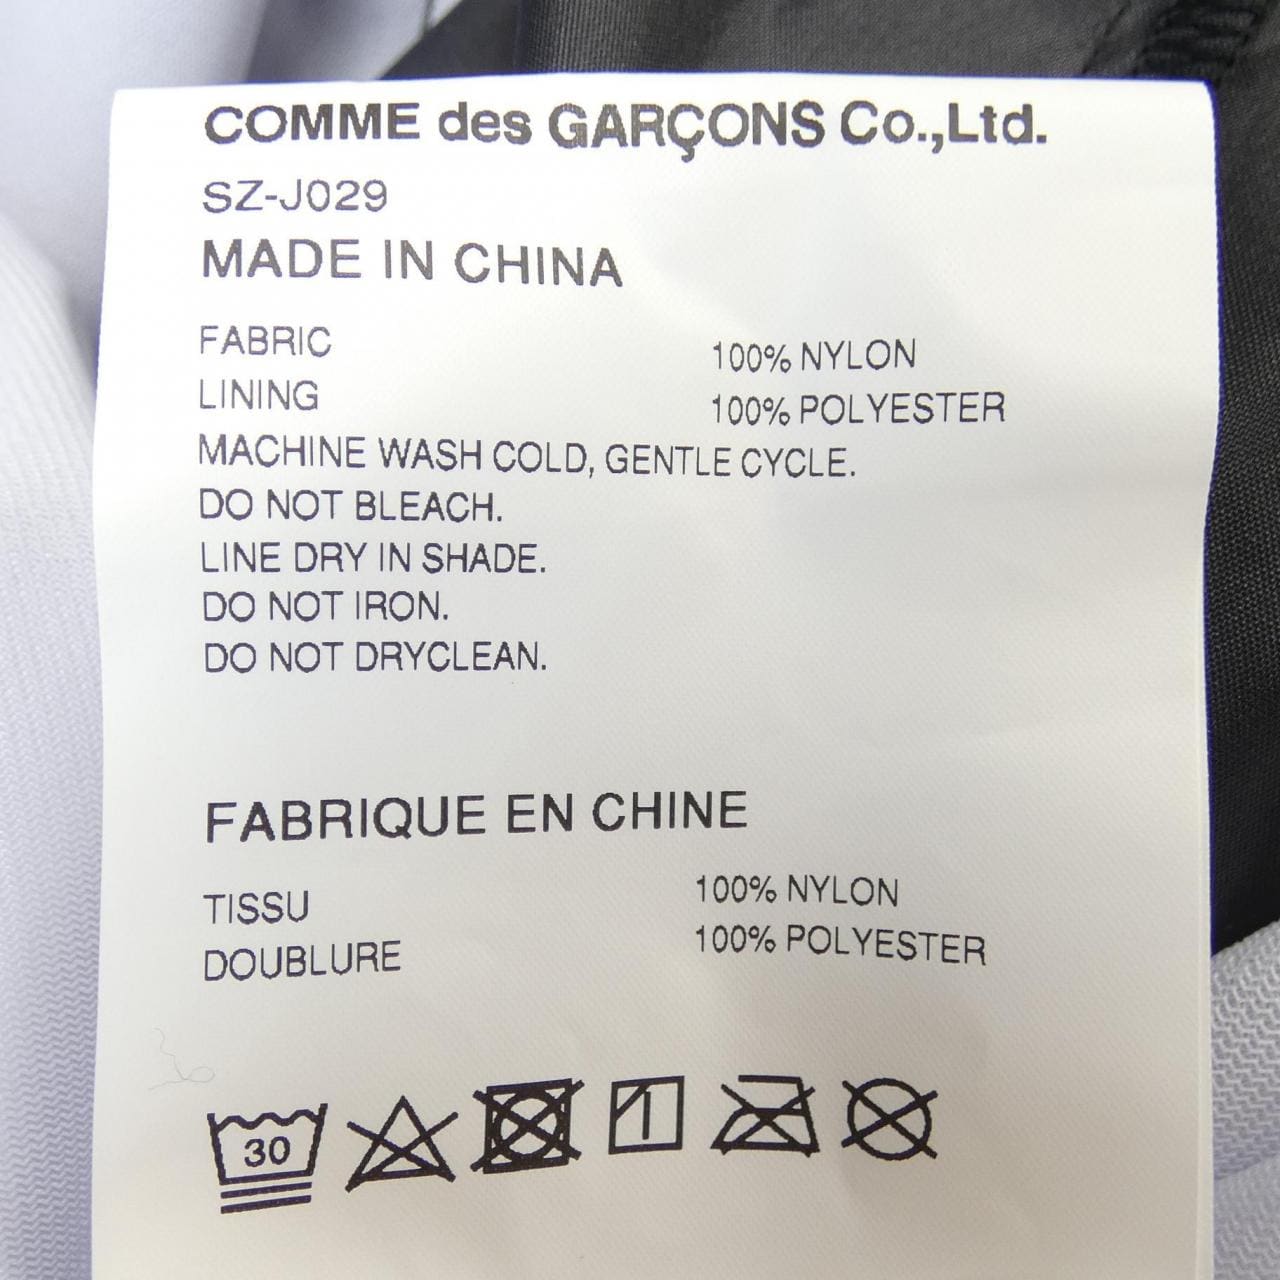 COMME des GARÇONS Co.,Ltd.
SZ-J029
MADE IN CHINA
FABRIC 100% NYLON
LINING 100% POLYESTER
MACHINE WASH COLD, GENTLE CYCLE.
DO NOT BLEACH.
LINE DRY IN SHADE.
DO NOT IRON.
DO NOT DRYCLEAN.
FABRIQUE EN CHINE
TISSU 100% NYLON
DOUBLURE 100% POLYESTER
30